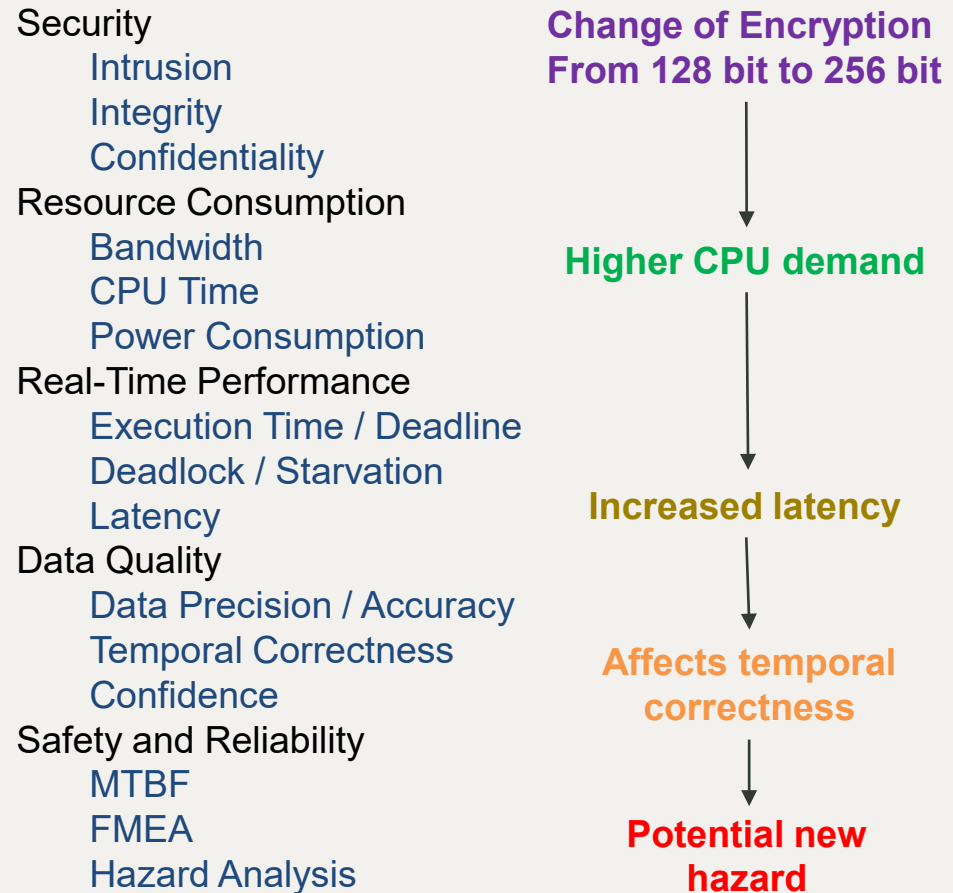 Security
Intrusion
Integrity
Confidentiality
Resource Consumption
Bandwidth
CPU Time
Power Consumption
Real-Time Performance
Execution Time / Deadline
Deadlock / Starvation
Latency
Data Quality
Data Precision / Accuracy
Temporal Correctness
Confidence
Safety and Reliability
MTBF
FMEA
Hazard Analysis
Change of Encryption
From 128 bit to 256 bit
Higher CPU demand
Increased latency
Affects temporal
correctness
Potential new
hazard